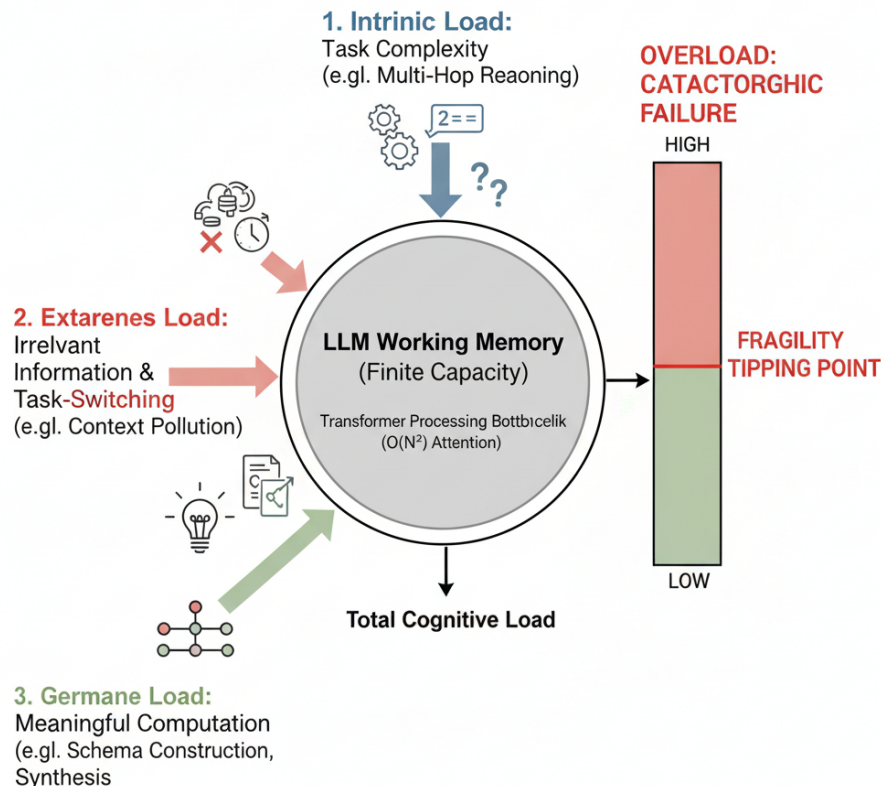 1. Intrinsic Load:
Task Complexity
(e.gl. Multi-Hop Reaoning)
2==
??
OVERLOAD:
CATACTORGHIC
FAILURE
HIGH
2. Extarenes Load:
Irrelvant
Information &
Task-Switching
(e.gl. Context Pollution)
LLM Working Memory
(Finite Capacity)
Transformer Processing Bottbıcelik
(O(N²) Attention)
FRAGILITY
TIPPING POINT
LOW
Total Cognitive Load
3. Germane Load:
Meaningful Computation
(e.gl. Schema Construction,
Synthesis